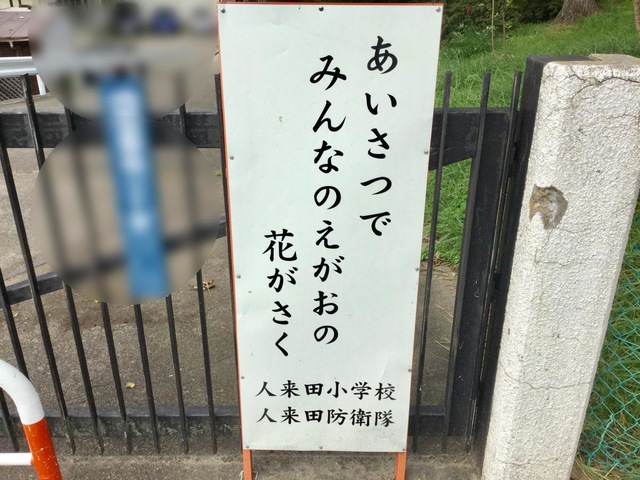 あいさつで
みんなのえがおの
花がさく
人来田小学校
人来田防衛隊